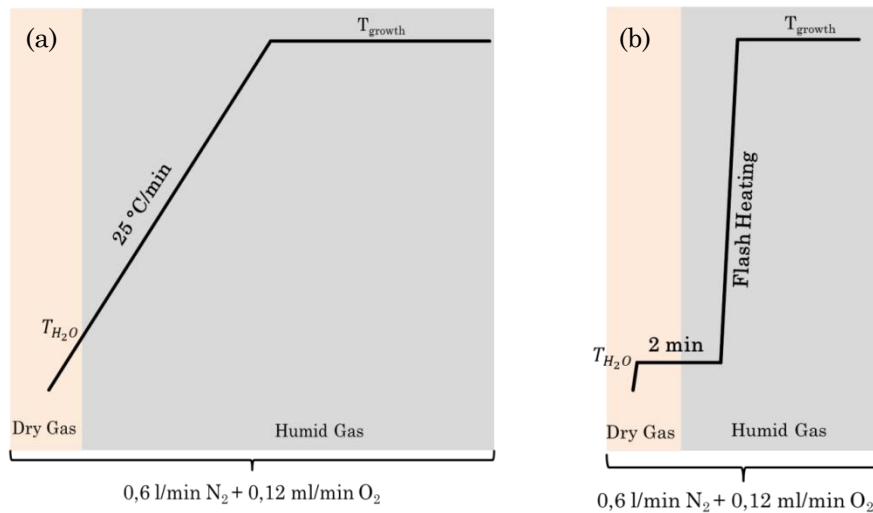 (a)
T_growth
25 °C/min
T_H₂O
Dry Gas
Humid Gas
0,6 l/min N₂ + 0,12 ml/min O₂
(b)
T_growth
Flash Heating
2 min
T_H₂O
Dry Gas
Humid Gas
0,6 l/min N₂ + 0,12 ml/min O₂